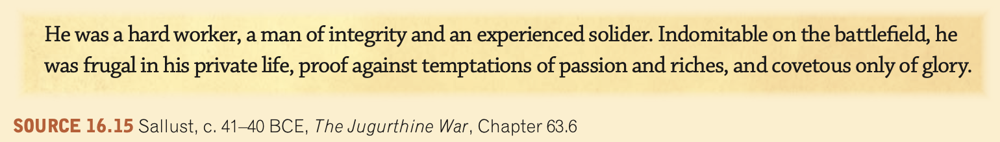 He was a hard worker, a man of integrity and an experienced solider. Indomitable on the battlefield, he
was frugal in his private life, proof against temptations of passion and riches, and covetous only of glory.
SOURCE 16.15 Sallust, c. 41–40 BCE, The Jugurthine War, Chapter 63.6